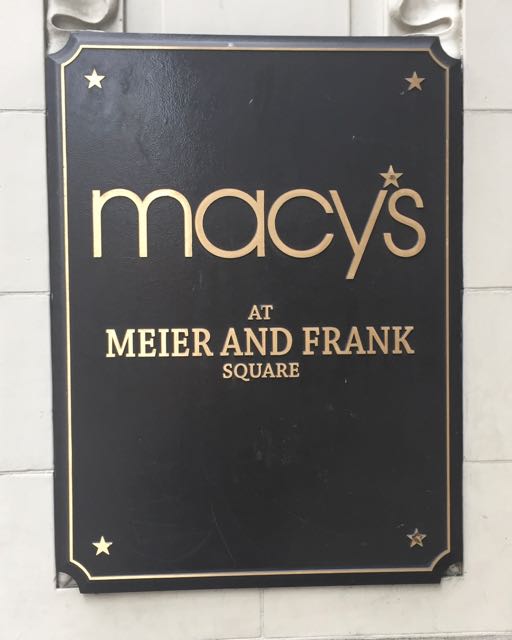 macy's
AT
MEIER AND FRANK
SQUARE